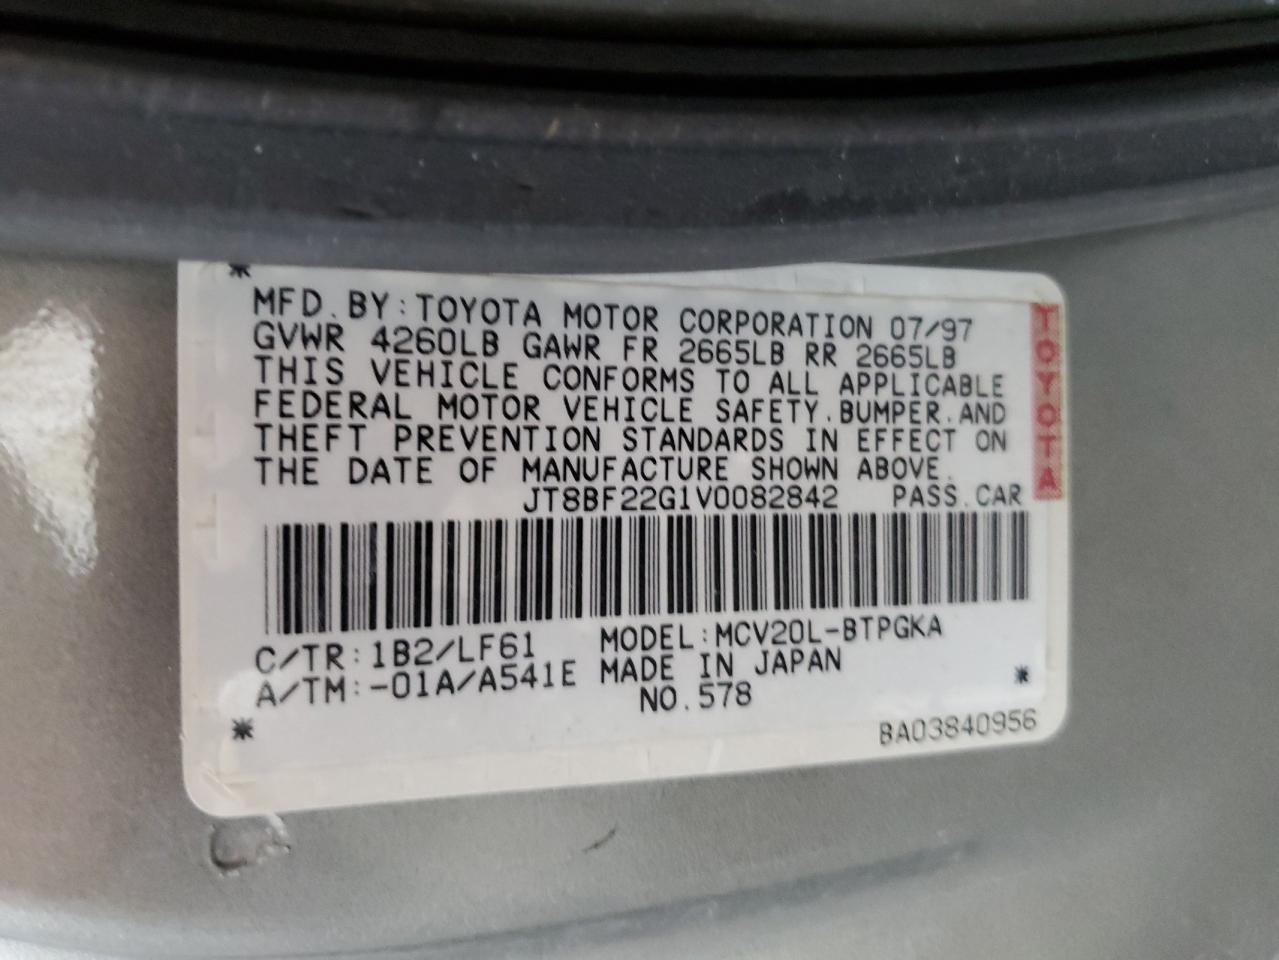 MFD. BY: TOYOTA MOTOR CORPORATION 07/97
GVWR 4260LB GAWR FR 2665LB RR 2665LB
THIS VEHICLE CONFORMS TO ALL APPLICABLE
FEDERAL MOTOR VEHICLE SAFETY. BUMPER. AND
THEFT PREVENTION STANDARDS IN EFFECT ON
THE DATE OF MANUFACTURE SHOWN ABOVE.
JT8BF22G1V0082842 PASS. CAR
C/TR: 1B2/LF61 MODEL: MCV20L-BTPGKA
A/TM: -01A/A541E MADE IN JAPAN
NO. 578
BA03840956
TOYOTA